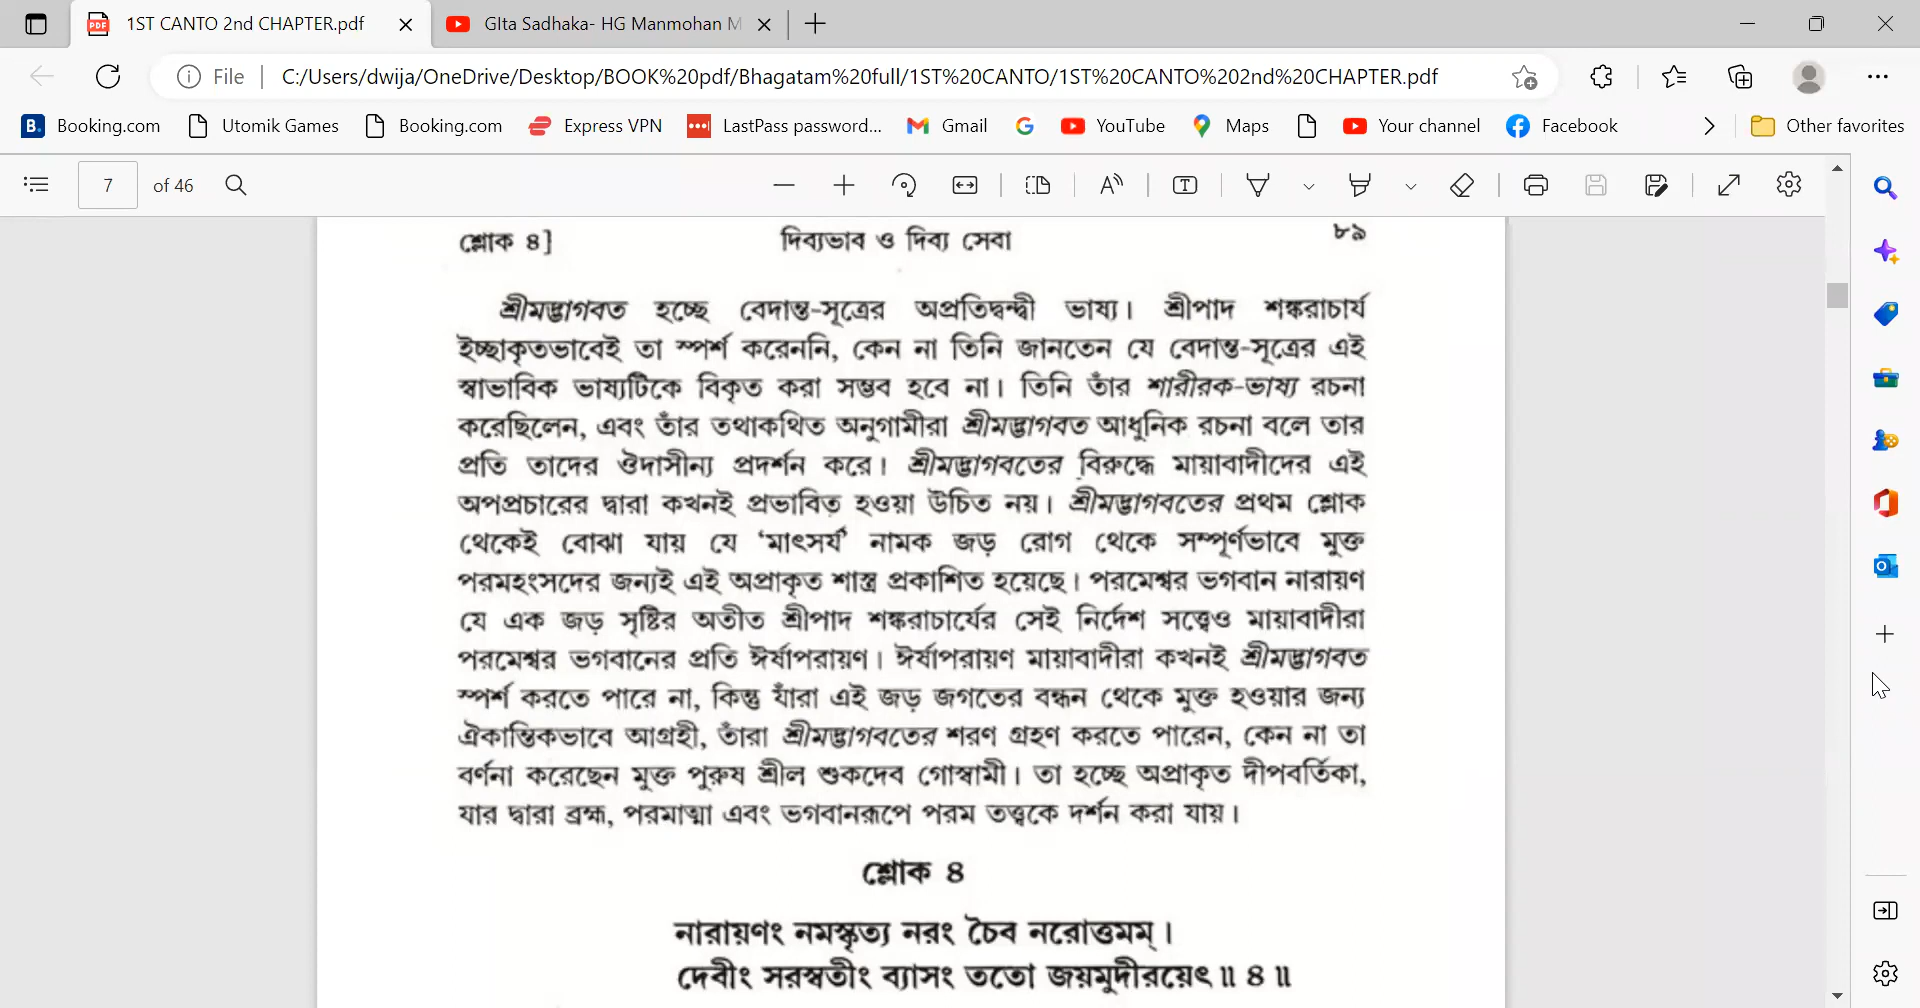 1ST CANTO 2nd CHAPTER.pdf
GIta Sadhaka- HG Manmohan M
File
C:/Users/dwija/OneDrive/Desktop/BOOK%20pdf/Bhagatam%20full/1ST%20CANTO/1ST%20CANTO%202nd%20CHAPTER.pdf
Booking.com Utomik Games Booking.com Express VPN LastPass password... Gmail YouTube Maps Your channel Facebook Other favorites
7 of 46
শ্লোক ৪] দিব্যভাব ও দিব্য সেবা ৮৯
শ্রীমদ্ভাগবত হচ্ছে বেদান্ত-সূত্রের অপ্রতিদ্বন্দ্বী ভাষ্য। শ্রীপাদ শঙ্করাচার্য
ইচ্ছাকৃতভাবেই তা স্পর্শ করেননি, কেন না তিনি জানতেন যে বেদান্ত-সূত্রের এই
স্বাভাবিক ভাষ্যটিকে বিকৃত করা সম্ভব হবে না। তিনি তাঁর শারীরক-ভাষ্য রচনা
করেছিলেন, এবং তাঁর তথাকথিত অনুগামীরা শ্রীমদ্ভাগবত আধুনিক রচনা বলে তার
প্রতি তাদের ঔদাসীন্য প্রদর্শন করে। শ্রীমদ্ভাগবতের বিরুদ্ধে মায়াবাদীদের এই
অপপ্রচারের দ্বারা কখনই প্রভাবিত হওয়া উচিত নয়। শ্রীমদ্ভাগবতের প্রথম শ্লোক
থেকেই বোঝা যায় যে ‘মাৎসর্য’ নামক জড় রোগ থেকে সম্পূর্ণভাবে মুক্ত
পরমহংসদের জন্যই এই অপ্রাকৃত শাস্ত্র প্রকাশিত হয়েছে। পরমেশ্বর ভগবান নারায়ণ
যে এক জড় সৃষ্টির অতীত শ্রীপাদ শঙ্করাচার্যের সেই নির্দেশ সত্ত্বেও মায়াবাদীরা
পরমেশ্বর ভগবানের প্রতি ঈর্ষাপরায়ণ। ঈর্ষাপরায়ণ মায়াবাদীরা কখনই শ্রীমদ্ভাগবত
স্পর্শ করতে পারে না, কিন্তু যাঁরা এই জড় জগতের বন্ধন থেকে মুক্ত হওয়ার জন্য
ঐকান্তিকভাবে আগ্রহী, তাঁরা শ্রীমদ্ভাগবতের শরণ গ্রহণ করতে পারেন, কেন না তা
বর্ণনা করেছেন মুক্ত পুরুষ শ্রীল শুকদেব গোস্বামী। তা হচ্ছে অপ্রাকৃত দীপবর্তিকা,
যার দ্বারা ব্রহ্ম, পরমাত্মা এবং ভগবানরূপে পরম তত্ত্বকে দর্শন করা যায়।
শ্লোক ৪
নারায়ণং নমস্কৃত্য নরং চৈব নরোত্তমম্।
দেবীং সরস্বতীং ব্যাসং ততো জয়মুদীরয়েৎ॥ ৪॥